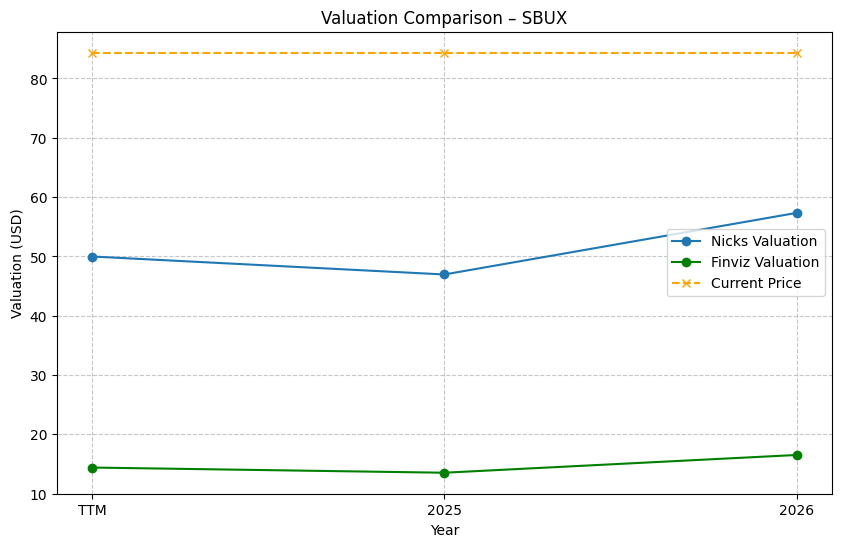 Valuation Comparison – SBUX
Valuation (USD)
80
70
60
50
40
30
20
10
Nicks Valuation
Finviz Valuation
Current Price
TTM
2025
2026
Year